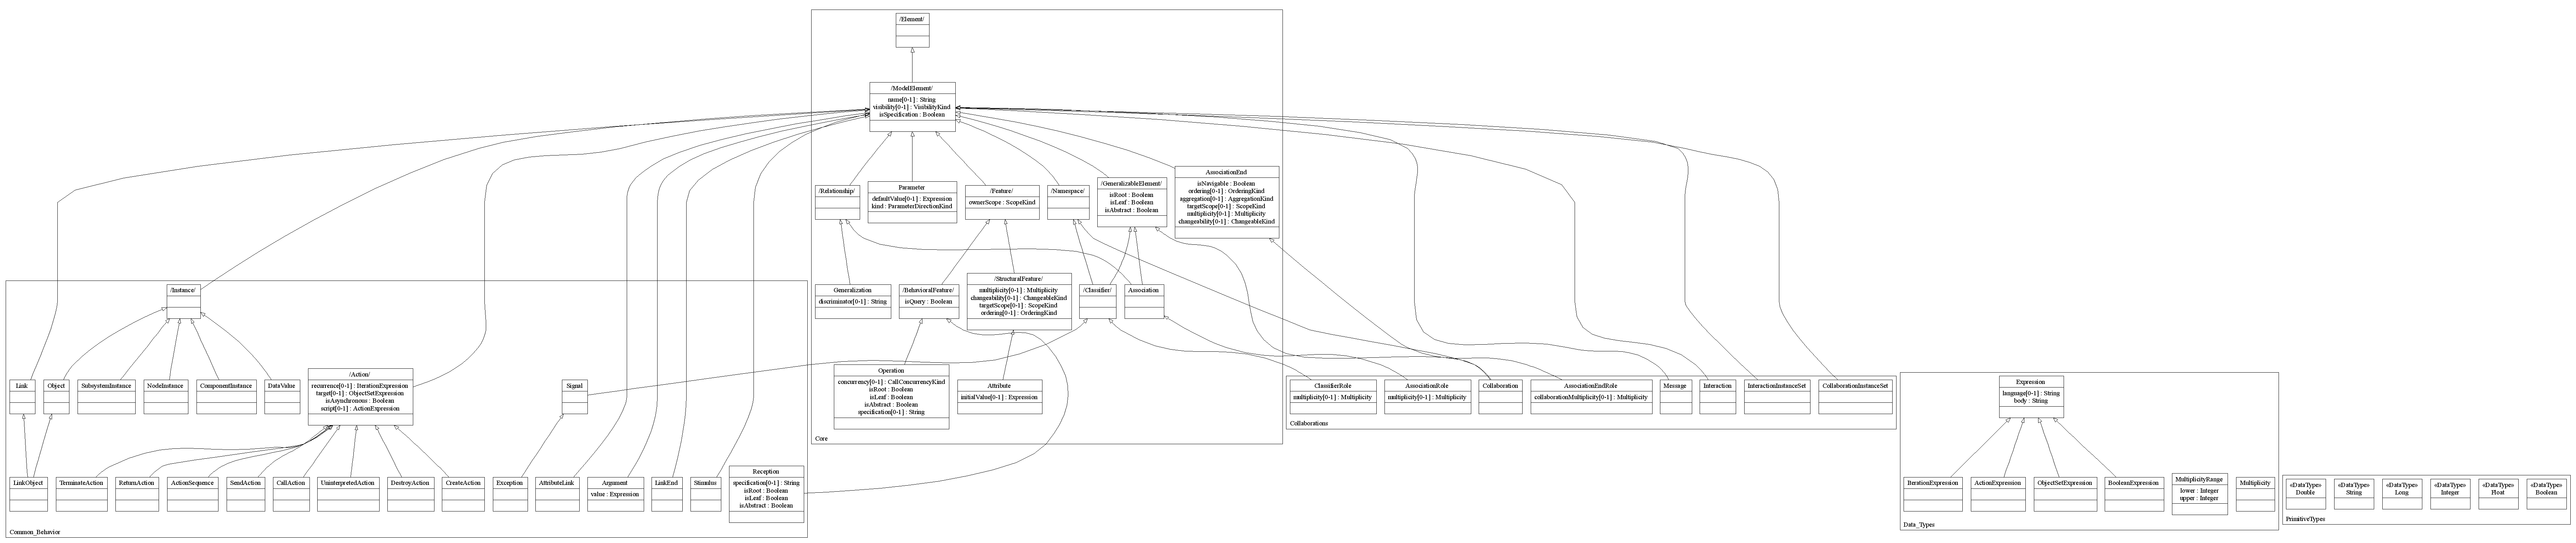 /Element/
/ModelElement/
name[0-1] : String
visibility[0-1] : VisibilityKind
isSpecification : Boolean
/Relationship/
Parameter
defaultValue[0-1] : Expression
kind : ParameterDirectionKind
/Feature/
ownerScope : ScopeKind
/Namespace/
/GeneralizableElement/
isRoot : Boolean
isLeaf : Boolean
isAbstract : Boolean
AssociationEnd
isNavigable : Boolean
ordering[0-1] : OrderingKind
aggregation[0-1] : AggregationKind
targetScope[0-1] : ScopeKind
multiplicity[0-1] : Multiplicity
changeability[0-1] : ChangeableKind
Generalization
discriminator[0-1] : String
/BehavioralFeature/
isQuery : Boolean
/StructuralFeature/
multiplicity[0-1] : Multiplicity
changeability[0-1] : ChangeableKind
targetScope[0-1] : ScopeKind
ordering[0-1] : OrderingKind
/Classifier/
Association
Operation
concurrency[0-1] : CallConcurrencyKind
isRoot : Boolean
isLeaf : Boolean
isAbstract : Boolean
specification[0-1] : String
Attribute
initialValue[0-1] : Expression
Core
/Instance/
Link
Object
SubsystemInstance
NodeInstance
ComponentInstance
DataValue
/Action/
recurrence[0-1] : IterationExpression
target[0-1] : ObjectSetExpression
isAsynchronous : Boolean
script[0-1] : ActionExpression
Signal
LinkObject
TerminateAction
ReturnAction
ActionSequence
SendAction
CallAction
UninterpretedAction
DestroyAction
CreateAction
Exception
AttributeLink
Argument
value : Expression
LinkEnd
Stimulus
Reception
specification[0-1] : String
isRoot : Boolean
isLeaf : Boolean
isAbstract : Boolean
Common_Behavior
ClassifierRole
multiplicity[0-1] : Multiplicity
AssociationRole
multiplicity[0-1] : Multiplicity
Collaboration
AssociationEndRole
collaborationMultiplicity[0-1] : Multiplicity
Message
Interaction
InteractionInstanceSet
CollaborationInstanceSet
Collaborations
Expression
language[0-1] : String
body : String
IterationExpression
ActionExpression
ObjectSetExpression
BooleanExpression
MultiplicityRange
lower : Integer
upper : Integer
Multiplicity
Data_Types
«DataType»
Double
«DataType»
String
«DataType»
Long
«DataType»
Integer
«DataType»
Float
«DataType»
Boolean
PrimitiveTypes